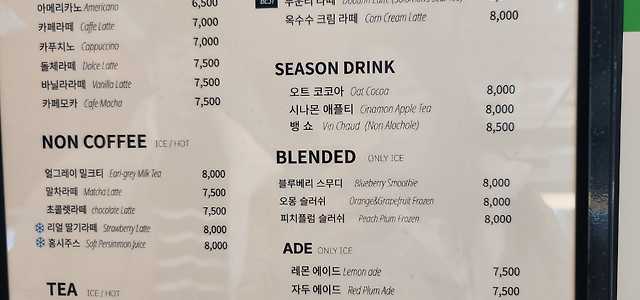 아메리카노 Americano 6,500
카페라떼 Caffe Latte 7,000
카푸치노 Cappuccino 7,000
돌체라떼 Dolce Latte 7,500
바닐라라떼 Vanilla Latte 7,500
카페모카 Cafe Mocha 7,500
NON COFFEE ICE / HOT
얼그레이 밀크티 Earl-grey Milk Tea 8,000
말차라떼 Matcha Latte 7,500
초콜렛라떼 chocolate Latte 7,500
리얼 딸기라떼 Strawberry Latte 8,000
홍시주스 Soft Persimmon Juice 8,000
TEA ICE / HOT
옥수수 크림 라떼 Corn Cream Latte 8,000
SEASON DRINK
오트 코코아 Oat Cocoa 8,000
시나몬 애플티 Cinamon Apple Tea 8,000
뱅 쇼 Vin Chaud (Non Alochole) 8,500
BLENDED ONLY ICE
블루베리 스무디 Blueberry Smoothie 8,000
오몽 슬러쉬 Orange&Grapefruit Frozen 8,000
피치플럼 슬러쉬 Peach Plum Frozen 8,000
ADE ONLY ICE
레몬 에이드 Lemon ade 7,500
자두 에이드 Red Plum Ade 7,500